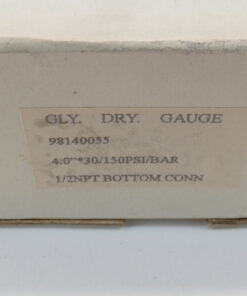 GLY. DRY. GAUGE
98140055
4.0"*30/150PSI/BAR
1/2NPT BOTTOM CONN